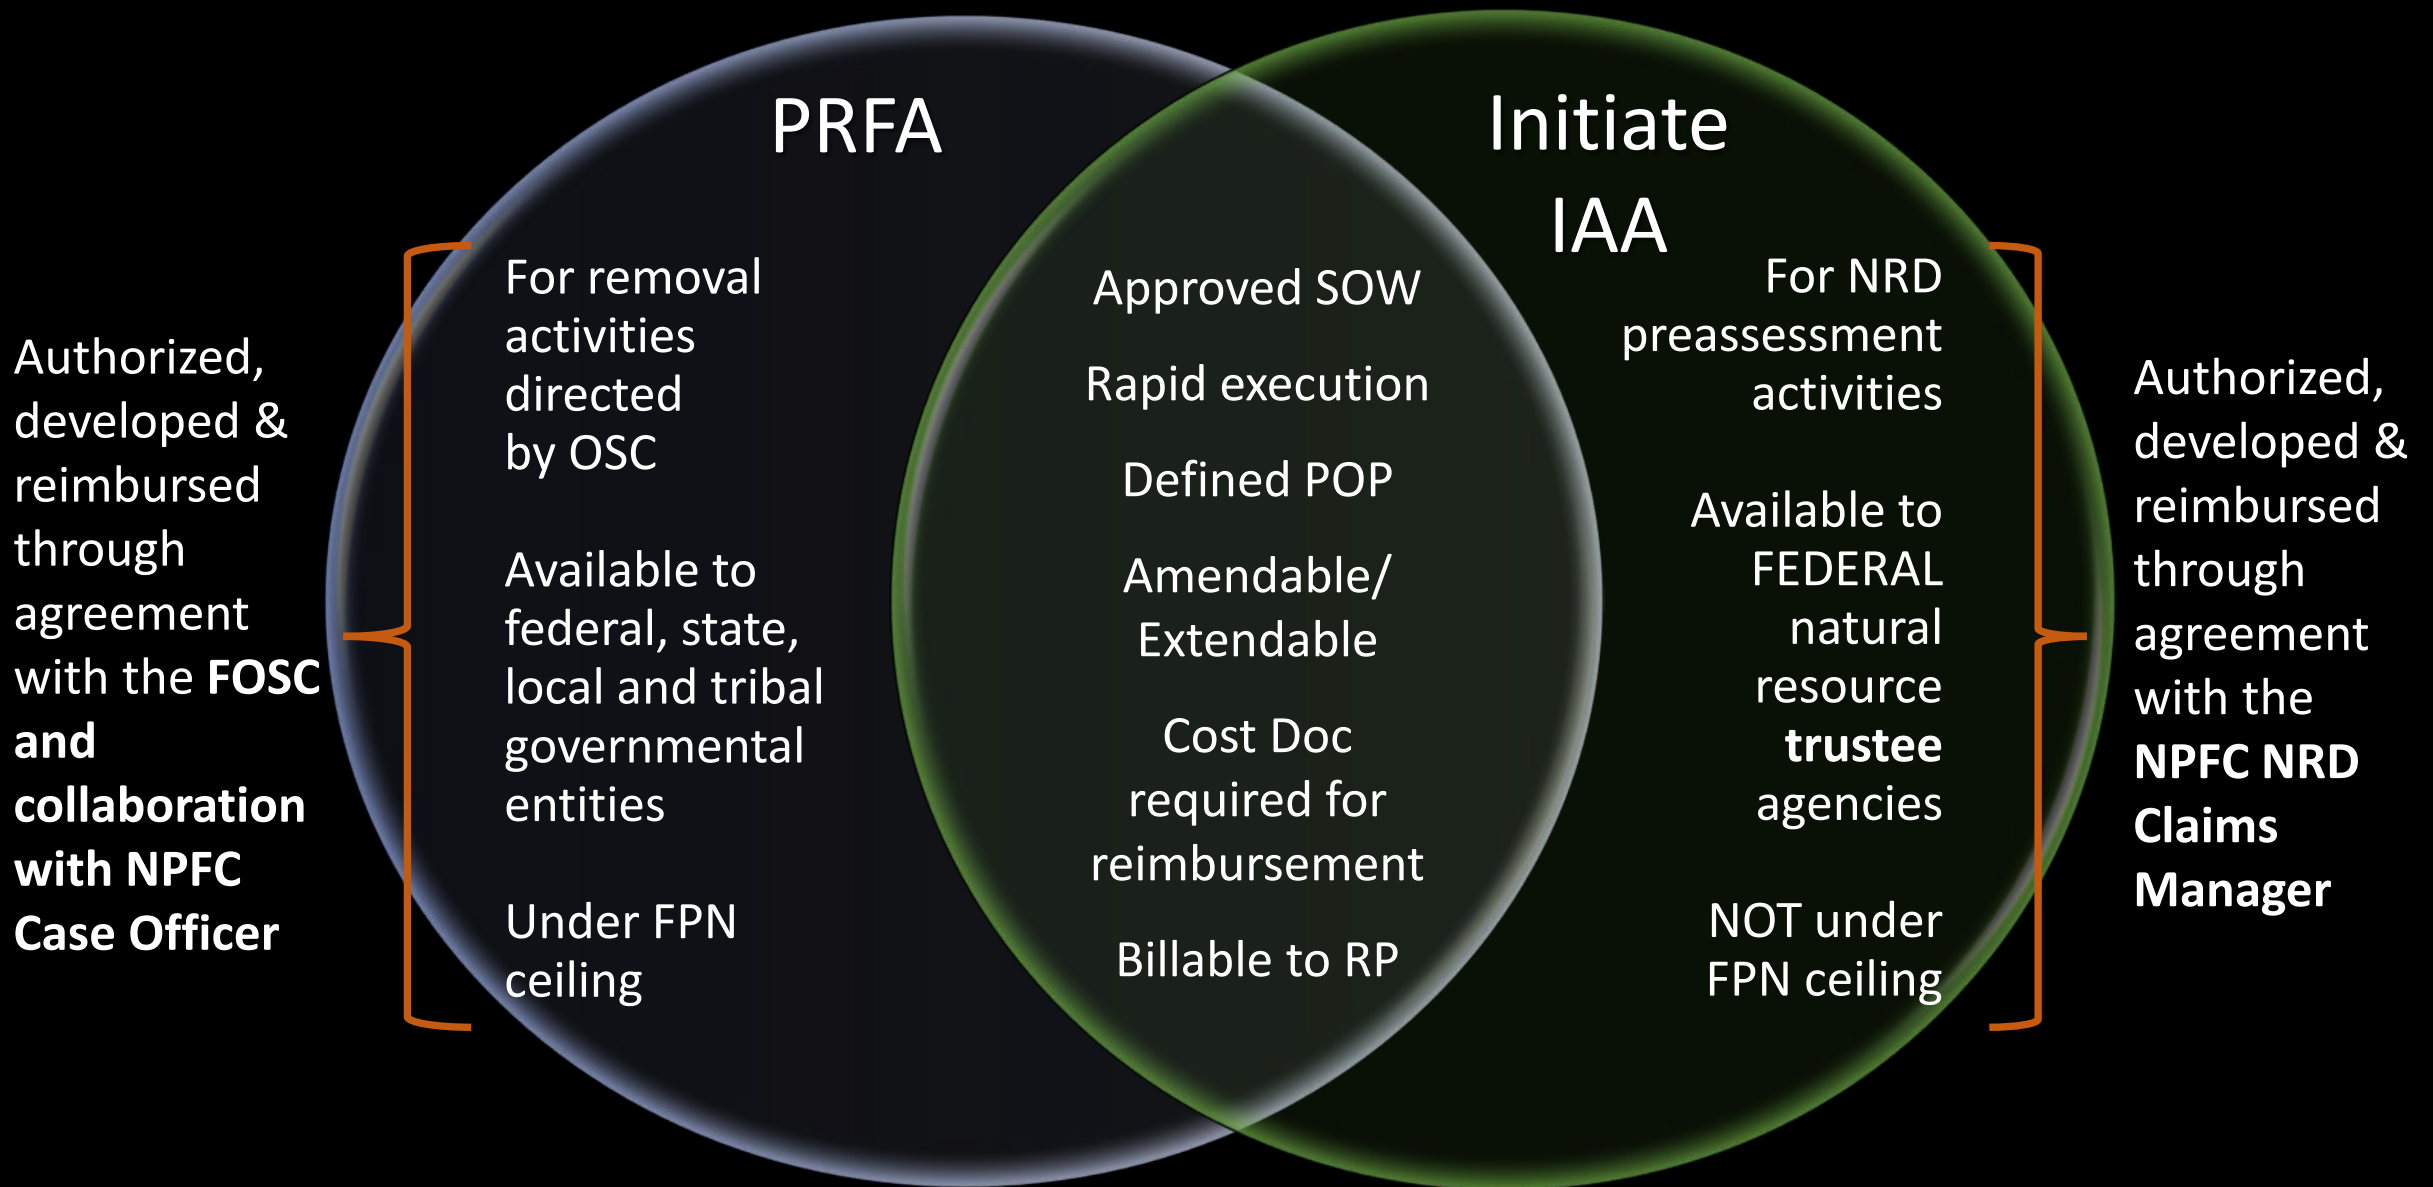 PRFA
Initiate
IAA
Authorized,
developed &
reimbursed
through
agreement
with the FOSC
and
collaboration
with NPFC
Case Officer
For removal
activities
directed
by OSC
Available to
federal, state,
local and tribal
governmental
entities
Under FPN
ceiling
Approved SOW
Rapid execution
Defined POP
Amendable/
Extendable
Cost Doc
required for
reimbursement
Billable to RP
For NRD
preassessment
activities
Available to
FEDERAL
natural
resource
trustee
agencies
NOT under
FPN ceiling
Authorized,
developed &
reimbursed
through
agreement
with the
NPFC NRD
Claims
Manager